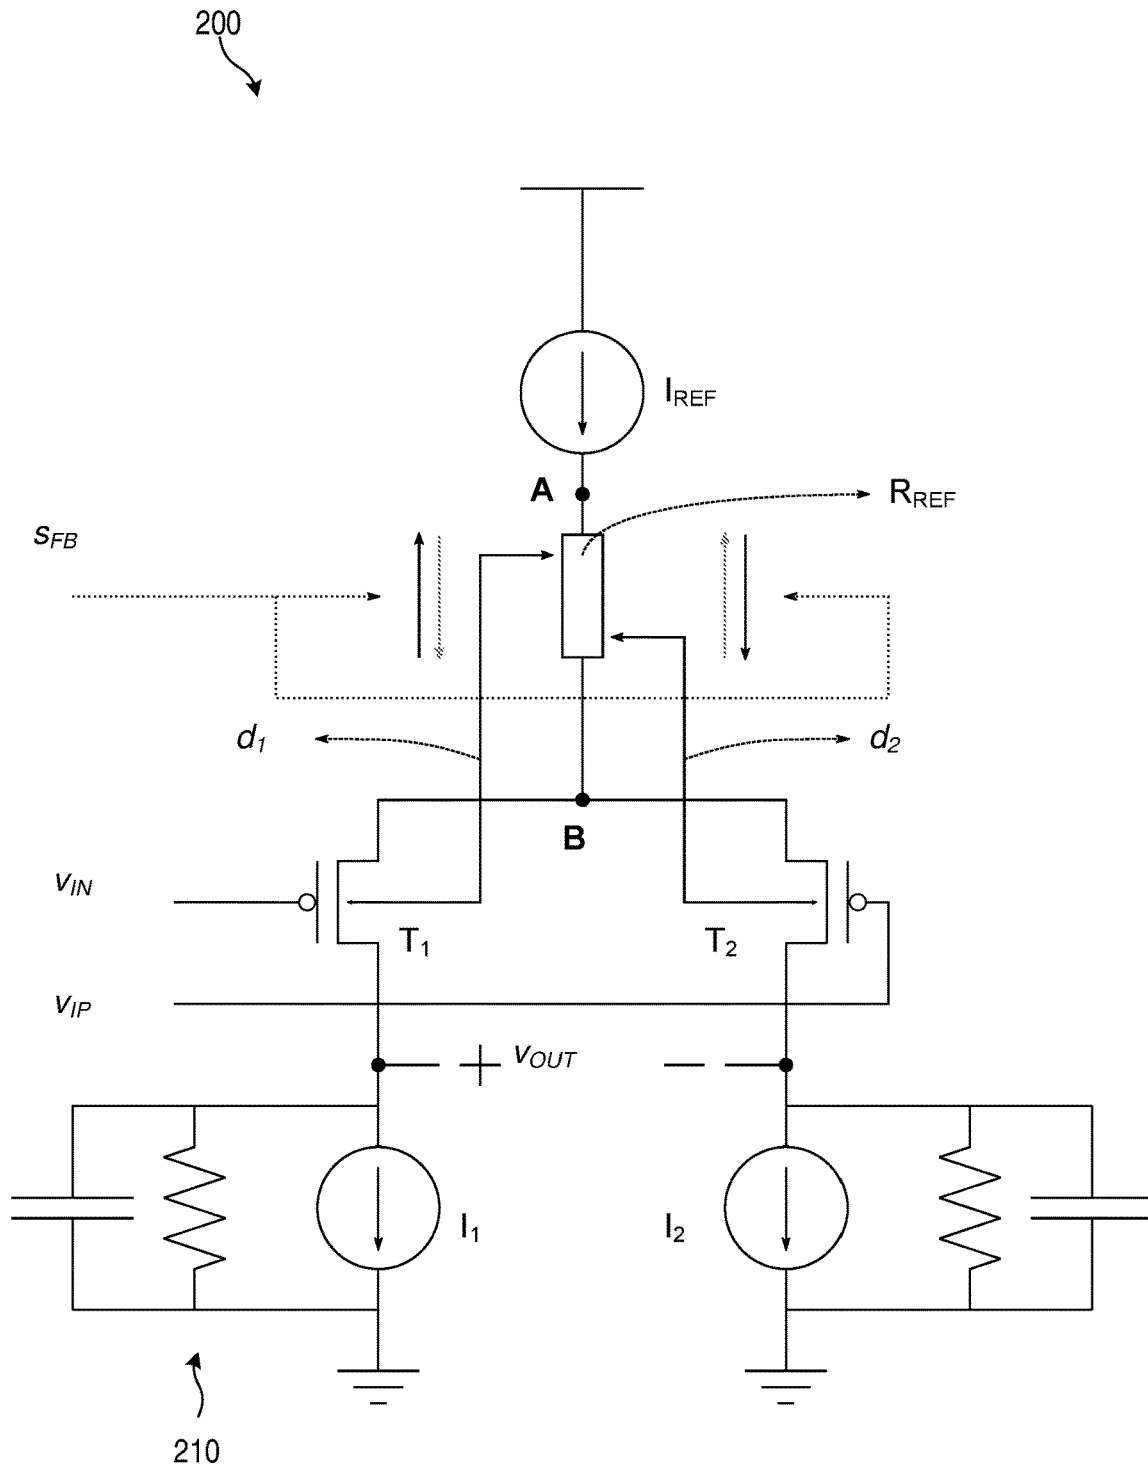 200
I_REF
A
R_REF
s_FB
d_1
d_2
B
v_IN
T_1
T_2
v_IP
+ v_OUT –
I_1
I_2
210